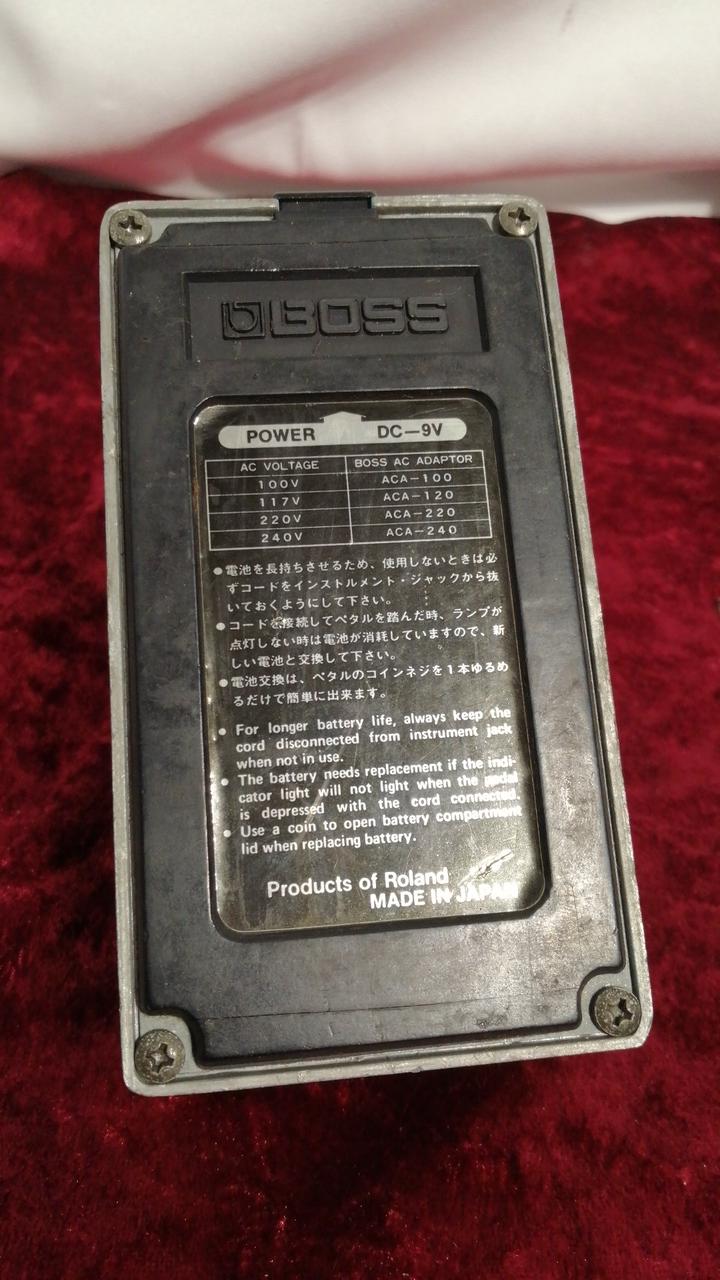 BOSS
POWER DC—9V
AC VOLTAGE BOSS AC ADAPTOR
100V ACA-100
117V ACA-120
220V ACA-220
240V ACA-240
●電池を長持ちさせるため、使用しないときは必
ずコードをインストルメント・ジャックから抜
いておくようにして下さい。
●コードを接続してペタルを踏んだ時、ランプが
点灯しない時は電池が消耗していますので、新
しい電池と交換して下さい。
●電池交換は、ペタルのコインネジを1本ゆるめ
るだけで簡単に出来ます。
● For longer battery life, always keep the
cord disconnected from instrument jack
when not in use.
● The battery needs replacement if the indi-
cator light will not light when the pedal
is depressed with the cord connected.
● Use a coin to open battery compartment
lid when replacing battery.
Products of Roland
MADE IN JAPAN